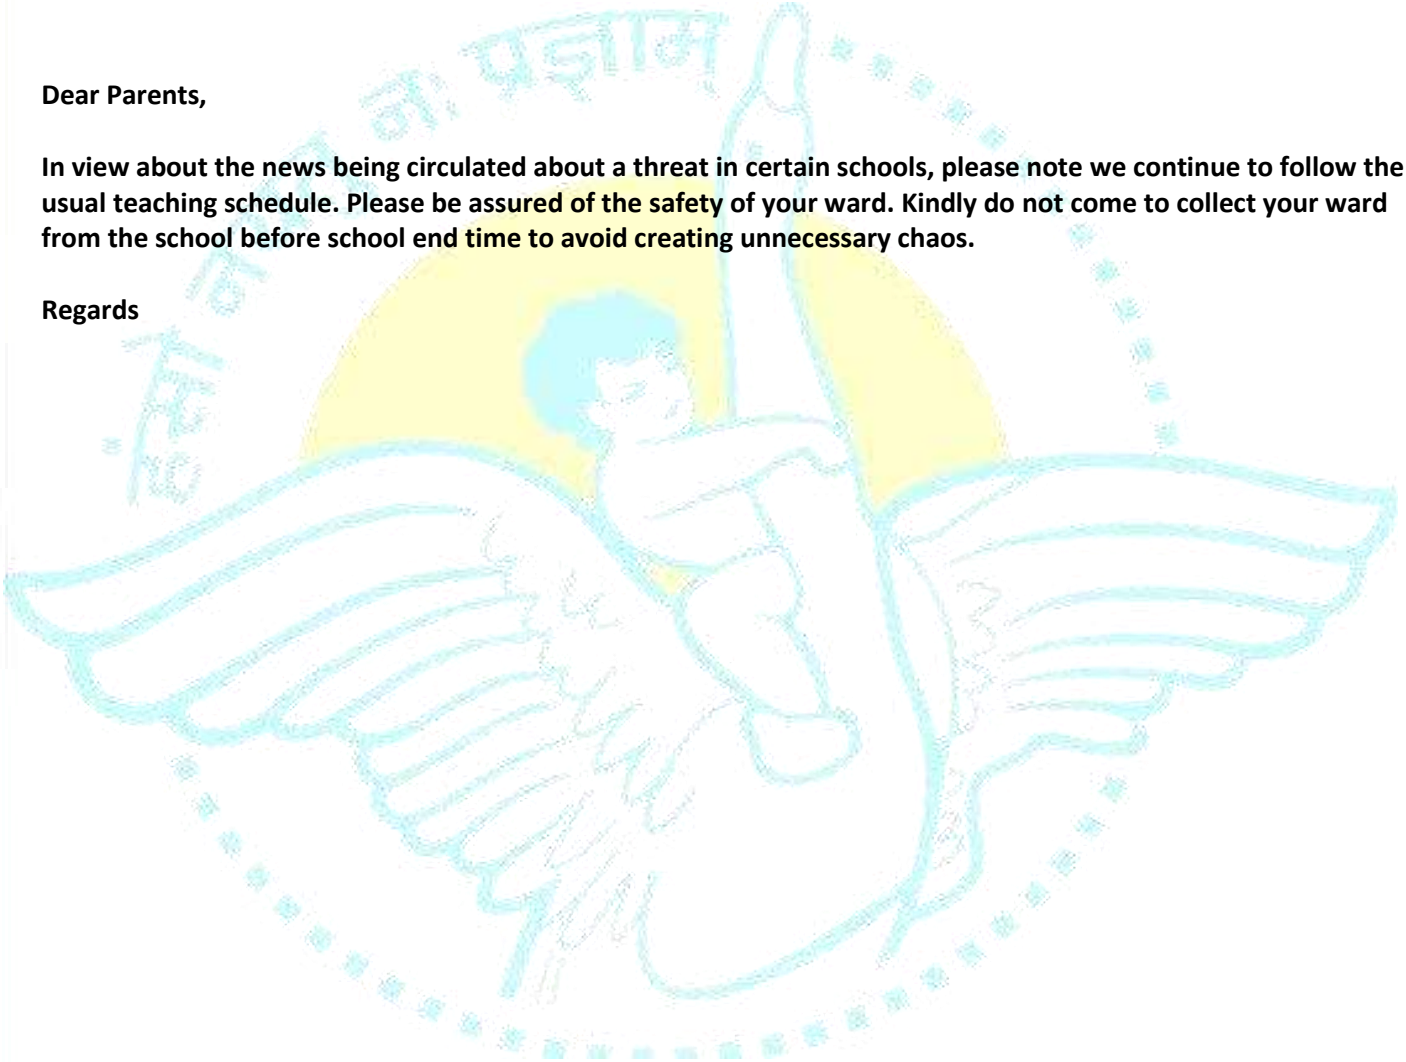 हंसो नयतु नः प्रज्ञाम्
Dear Parents,
In view about the news being circulated about a threat in certain schools, please note we continue to follow the
usual teaching schedule. Please be assured of the safety of your ward. Kindly do not come to collect your ward
from the school before school end time to avoid creating unnecessary chaos.
Regards